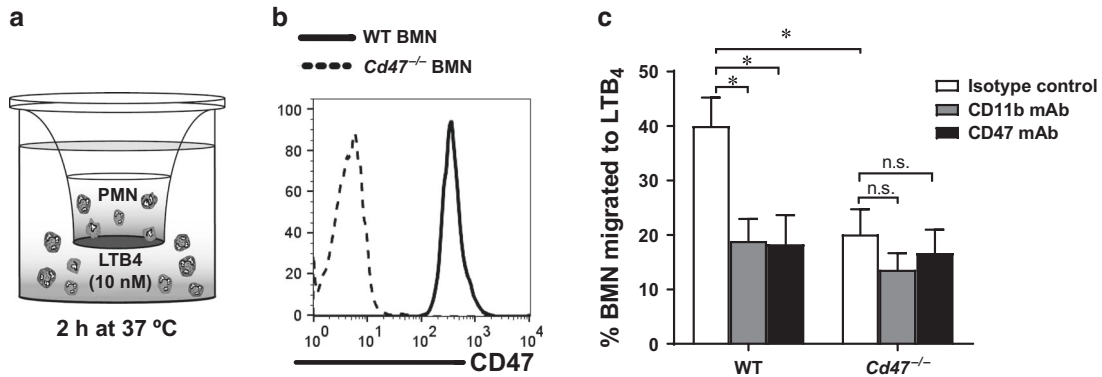 a
PMN
LTB4
(10 nM)
2 h at 37 ºC
b
WT BMN
Cd47–/– BMN
100
80
60
40
20
0
10⁰ 10¹ 10² 10³ 10⁴
CD47
c
Isotype control
CD11b mAb
CD47 mAb
% BMN migrated to LTB₄
50
40
30
20
10
0
*
*
*
n.s.
n.s.
WT Cd47–/–